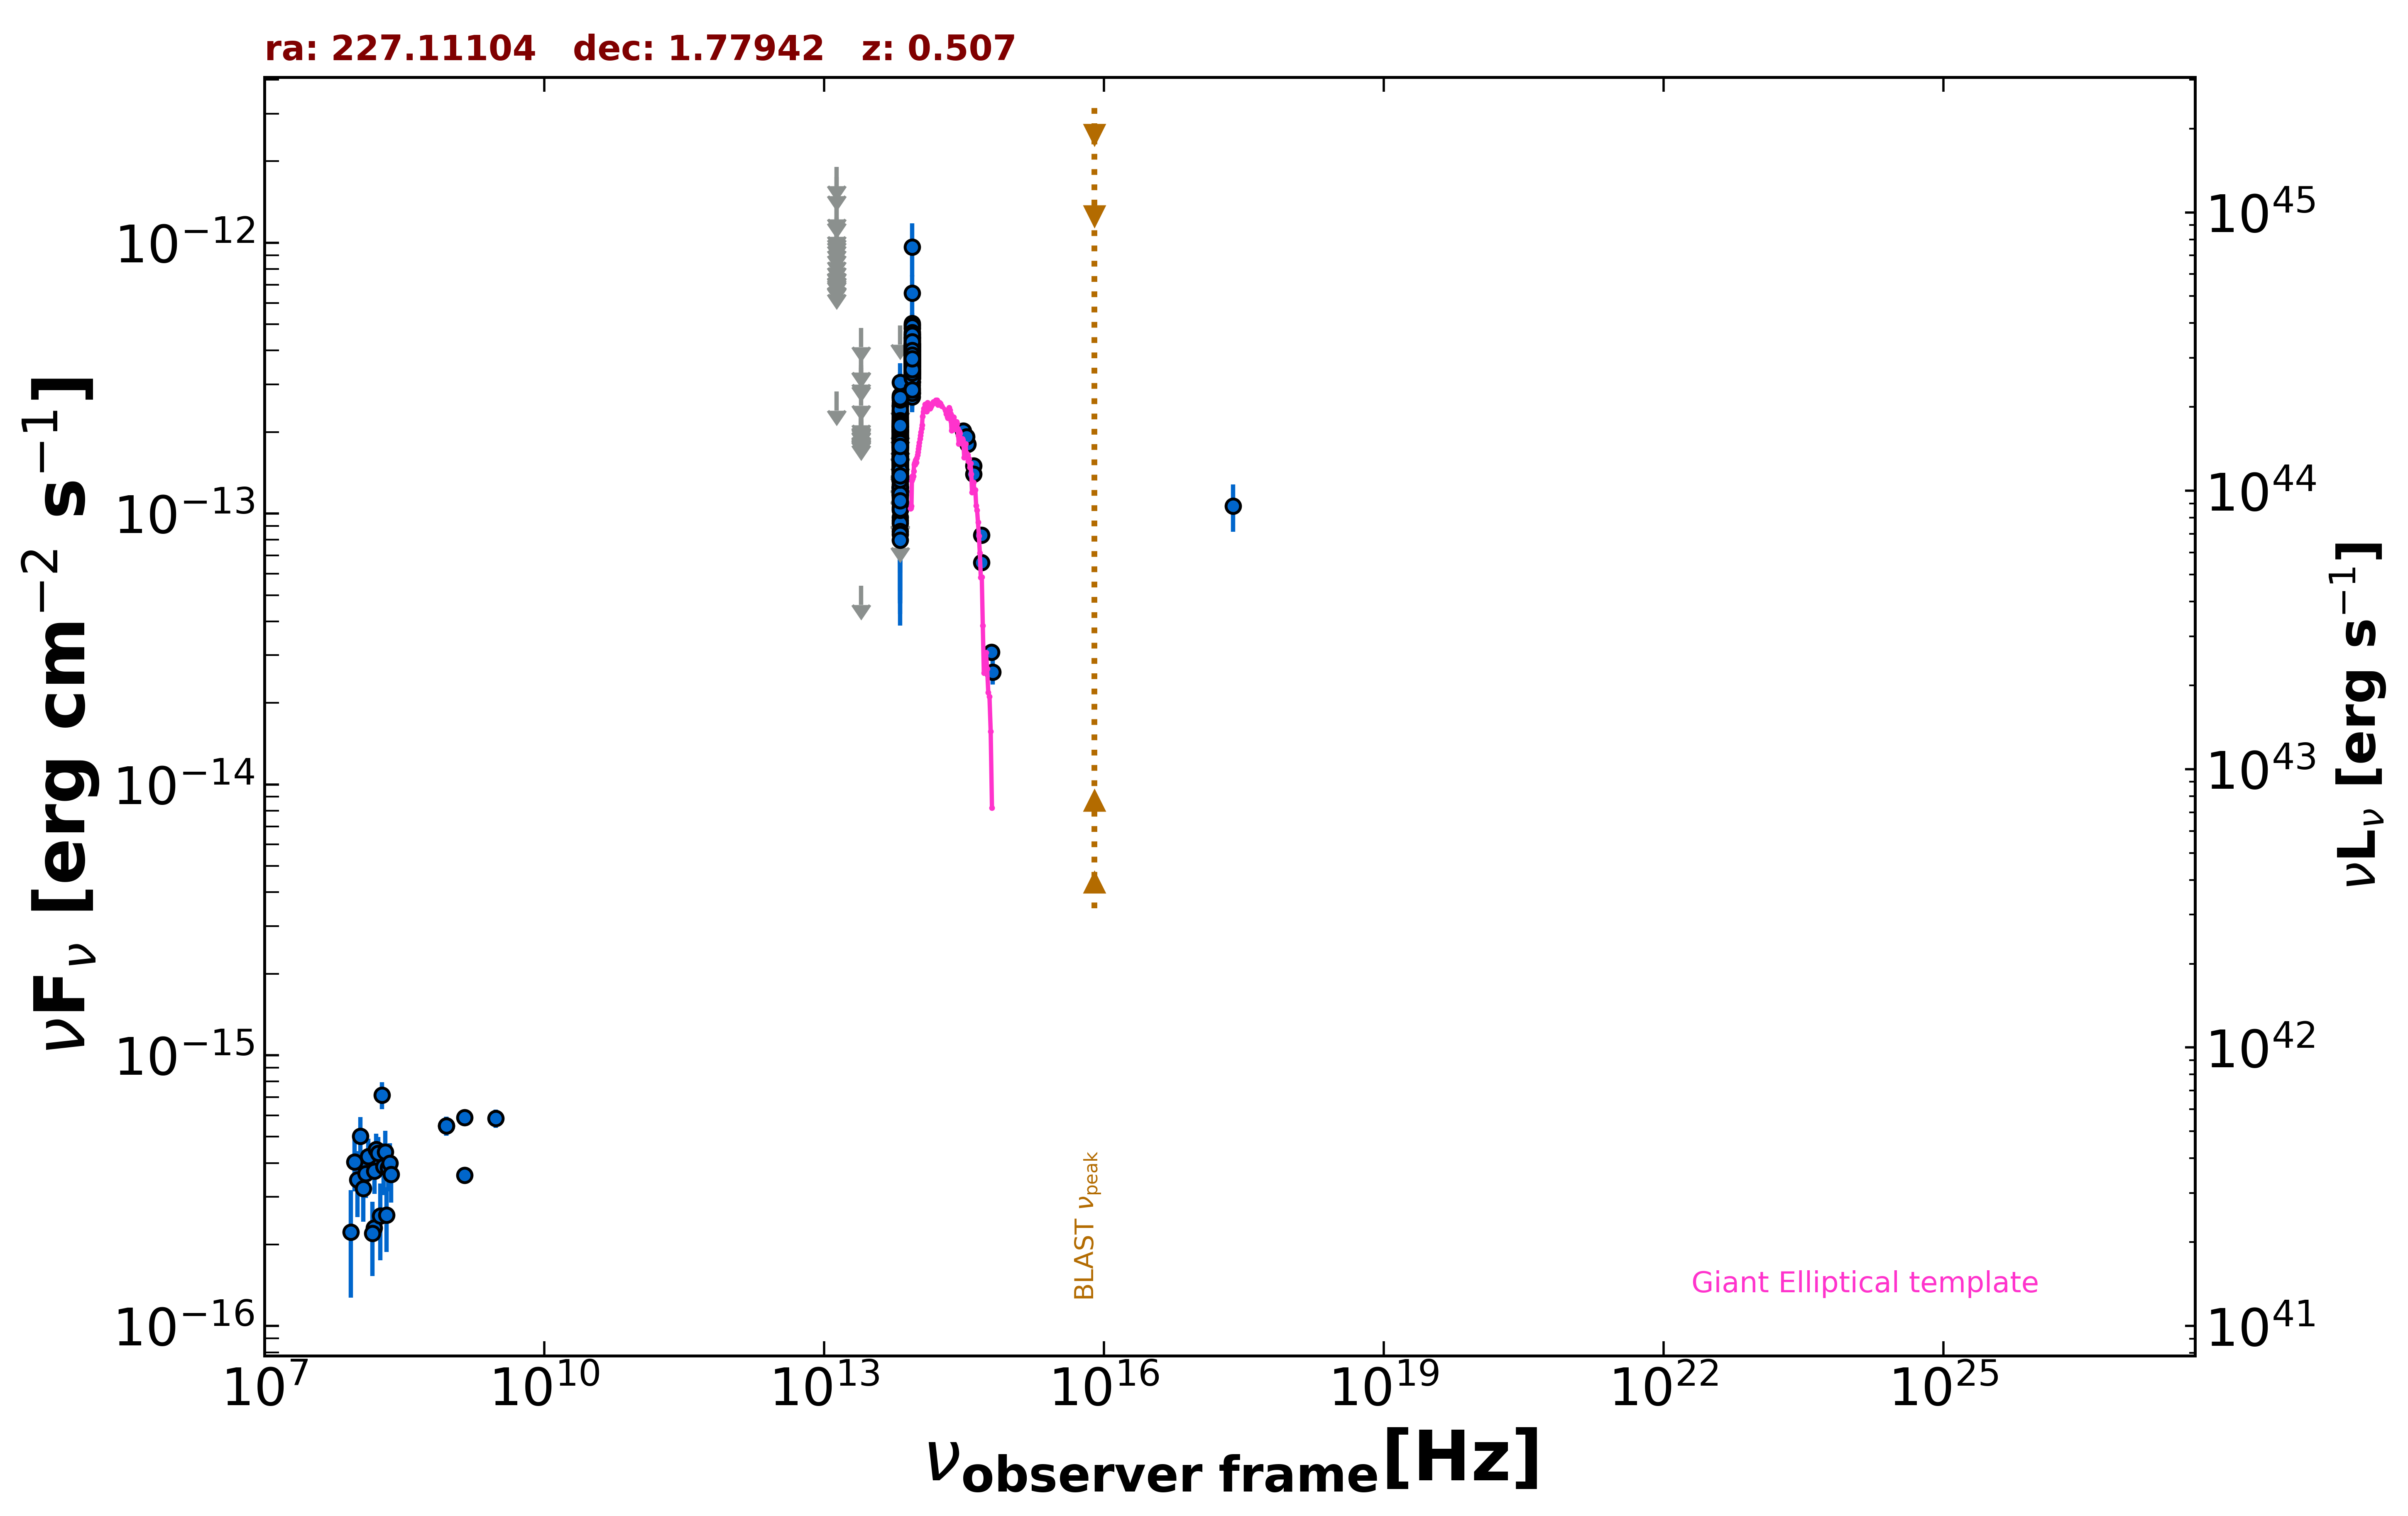 ra: 227.11104 dec: 1.77942 z: 0.507
νFν [erg cm−2 s−1]
10−12
10−13
10−14
10−15
10−16
1045
1044
1043
1042
1041
νLν [erg s−1]
BLAST νpeak
Giant Elliptical template
107 1010 1013 1016 1019 1022 1025
νobserver frame[Hz]